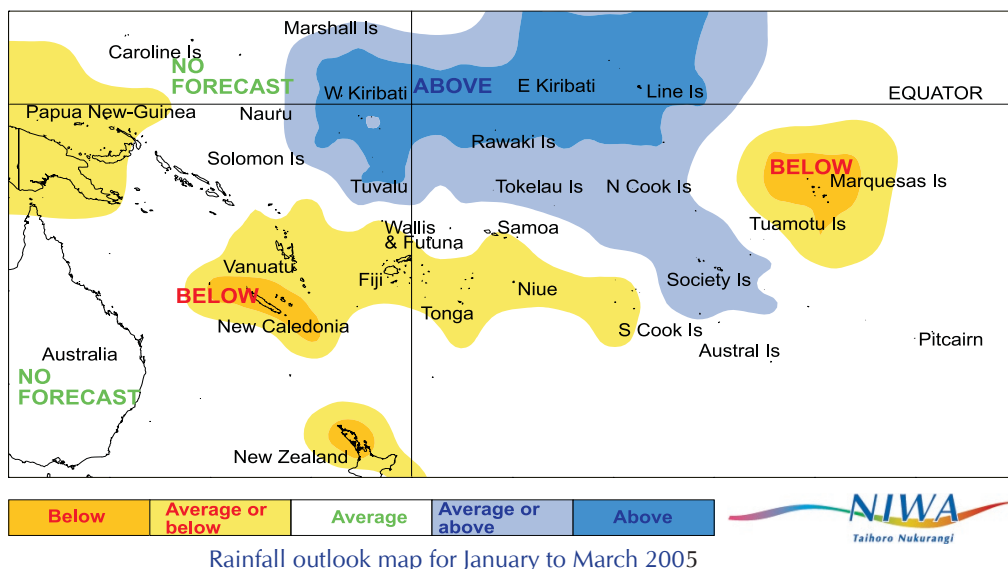 Marshall Is
Caroline Is
NO
FORECAST
ABOVE
W Kiribati
E Kiribati
Line Is
EQUATOR
Papua New-Guinea
Nauru
Rawaki Is
Solomon Is
BELOW
Tuvalu
Tokelau Is
N Cook Is
Marquesas Is
Wallis
& Futuna
Samoa
Tuamotu Is
Vanuatu
Fiji
Niue
Society Is
BELOW
New Caledonia
Tonga
S Cook Is
Pitcairn
Australia
Austral Is
NO
FORECAST
New Zealand
Below
Average or
below
Average
Average or
above
Above
NIWA
Taihoro Nukurangi
Rainfall outlook map for January to March 2005